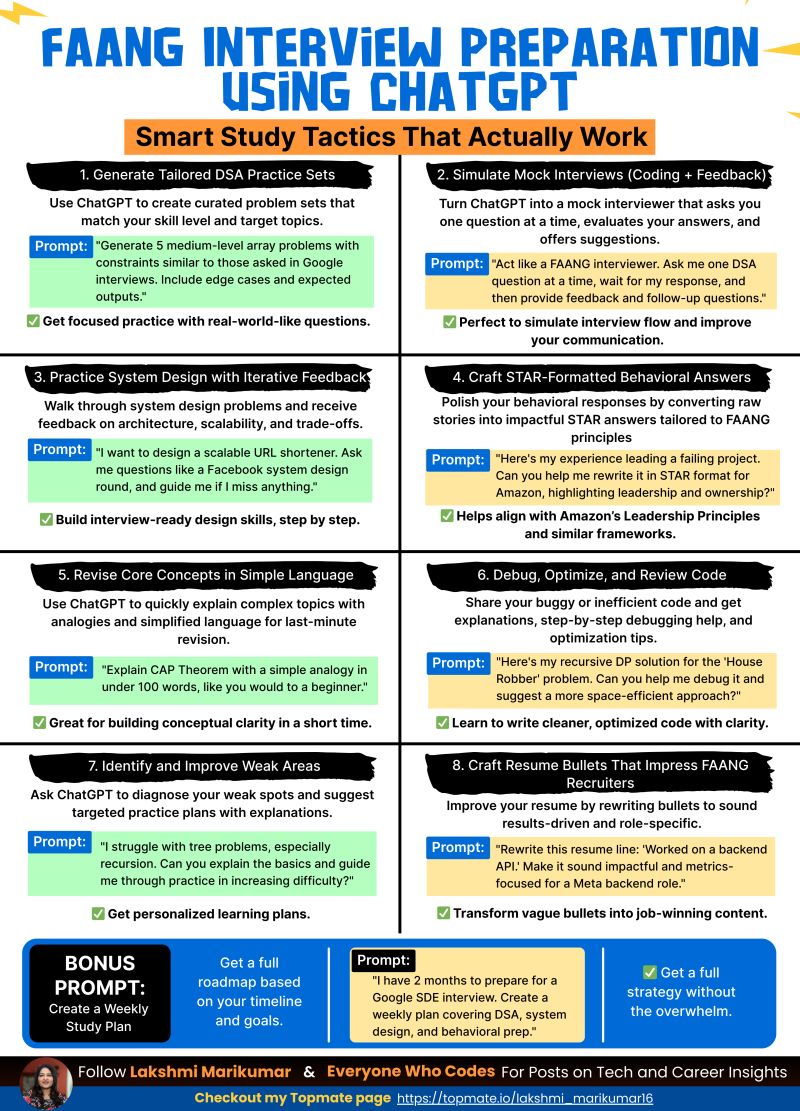 FAANG INTERVIEW PREPARATION
USING CHATGPT
Smart Study Tactics That Actually Work
1. Generate Tailored DSA Practice Sets
Use ChatGPT to create curated problem sets that
match your skill level and target topics.
Prompt:
"Generate 5 medium-level array problems with
constraints similar to those asked in Google
interviews. Include edge cases and expected
outputs."
✅ Get focused practice with real-world-like questions.
2. Simulate Mock Interviews (Coding + Feedback)
Turn ChatGPT into a mock interviewer that asks you
one question at a time, evaluates your answers, and
offers suggestions.
Prompt:
"Act like a FAANG interviewer. Ask me one DSA
question at a time, wait for my response, and
then provide feedback and follow-up questions."
✅ Perfect to simulate interview flow and improve
your communication.
3. Practice System Design with Iterative Feedback
Walk through system design problems and receive
feedback on architecture, scalability, and trade-offs.
Prompt:
"I want to design a scalable URL shortener. Ask
me questions like a Facebook system design
round, and guide me if I miss anything."
✅ Build interview-ready design skills, step by step.
4. Craft STAR-Formatted Behavioral Answers
Polish your behavioral responses by converting raw
stories into impactful STAR answers tailored to FAANG
principles
Prompt:
"Here's my experience leading a failing project.
Can you help me rewrite it in STAR format for
Amazon, highlighting leadership and ownership?"
✅ Helps align with Amazon's Leadership Principles
and similar frameworks.
5. Revise Core Concepts in Simple Language
Use ChatGPT to quickly explain complex topics with
analogies and simplified language for last-minute
revision.
Prompt:
"Explain CAP Theorem with a simple analogy in
under 100 words, like you would to a beginner."
✅ Great for building conceptual clarity in a short time.
6. Debug, Optimize, and Review Code
Share your buggy or inefficient code and get
explanations, step-by-step debugging help, and
optimization tips.
Prompt:
"Here's my recursive DP solution for the 'House
Robber' problem. Can you help me debug it and
suggest a more space-efficient approach?"
✅ Learn to write cleaner, optimized code with clarity.
7. Identify and Improve Weak Areas
Ask ChatGPT to diagnose your weak spots and suggest
targeted practice plans with explanations.
Prompt:
"I struggle with tree problems, especially
recursion. Can you explain the basics and guide
me through practice in increasing difficulty?"
✅ Get personalized learning plans.
8. Craft Resume Bullets That Impress FAANG
Recruiters
Improve your resume by rewriting bullets to sound
results-driven and role-specific.
Prompt:
"Rewrite this resume line: 'Worked on a backend
API.' Make it sound impactful and metrics-
focused for a Meta backend role."
✅ Transform vague bullets into job-winning content.
BONUS
PROMPT:
Create a Weekly
Study Plan
Get a full
roadmap based
on your timeline
and goals.
Prompt:
"I have 2 months to prepare for a
Google SDE interview. Create a
weekly plan covering DSA, system
design, and behavioral prep."
✅ Get a full
strategy without
the overwhelm.
Follow Lakshmi Marikumar & Everyone Who Codes For Posts on Tech and Career Insights
Checkout my Topmate page https://topmate.io/lakshmi_marikumar16